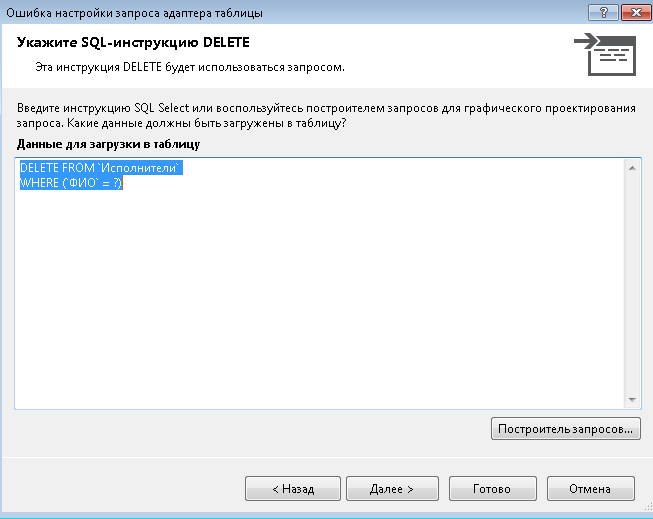 Ошибка настройки запроса адаптера таблицы
Укажите SQL-инструкцию DELETE
Эта инструкция DELETE будет использоваться запросом.
Введите инструкцию SQL Select или воспользуйтесь построителем запросов для графического проектирования
запроса. Какие данные должны быть загружены в таблицу?
Данные для загрузки в таблицу
DELETE FROM `Исполнители`
WHERE (`ФИО` = ?)
Построитель запросов...
< Назад
Далее >
Готово
Отмена